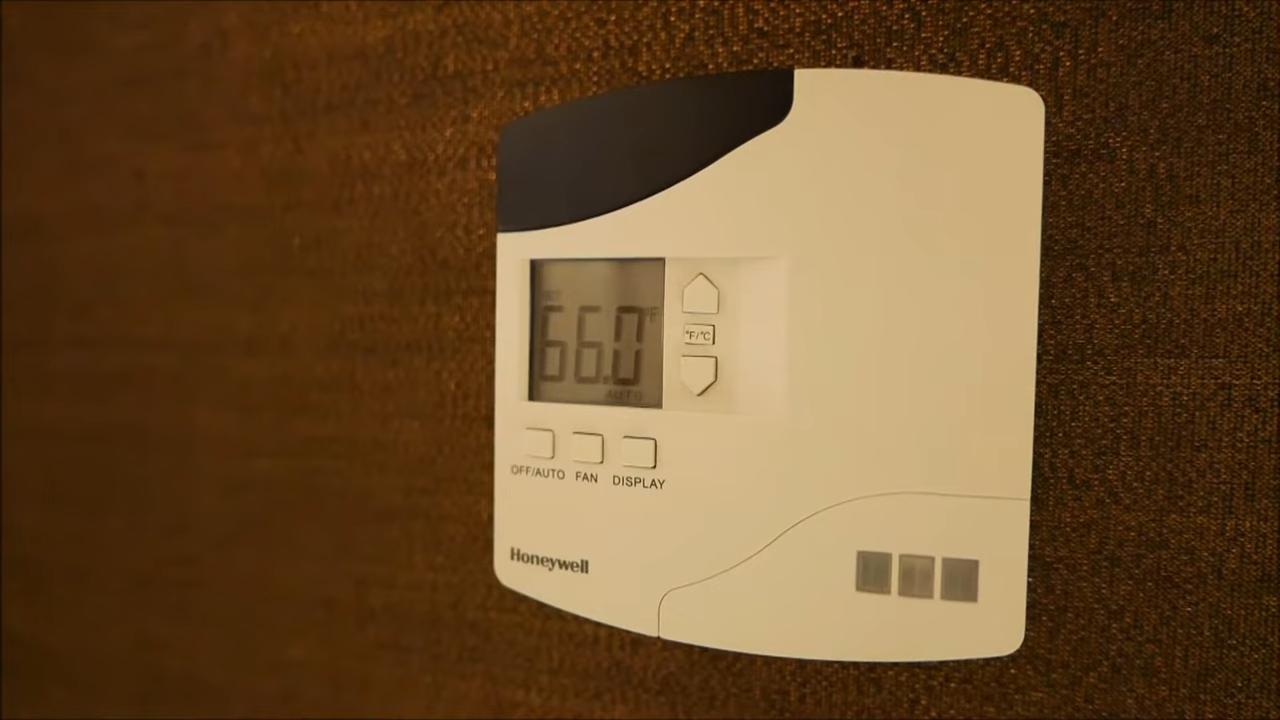 66.0 °F
AUTO
°F/°C
OFF/AUTO FAN DISPLAY
Honeywell